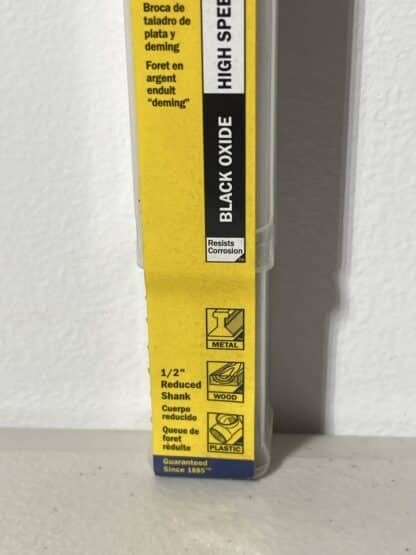 Broca de
taladro de
plata y
deming
Foret en
argent
enduit
"deming"
HIGH SPEE
BLACK OXIDE
Resists
Corrosion
METAL
1/2"
Reduced
Shank
WOOD
Cuerpo
reducido
Queue de
foret
réduite
PLASTIC
Guaranteed
Since 1885™